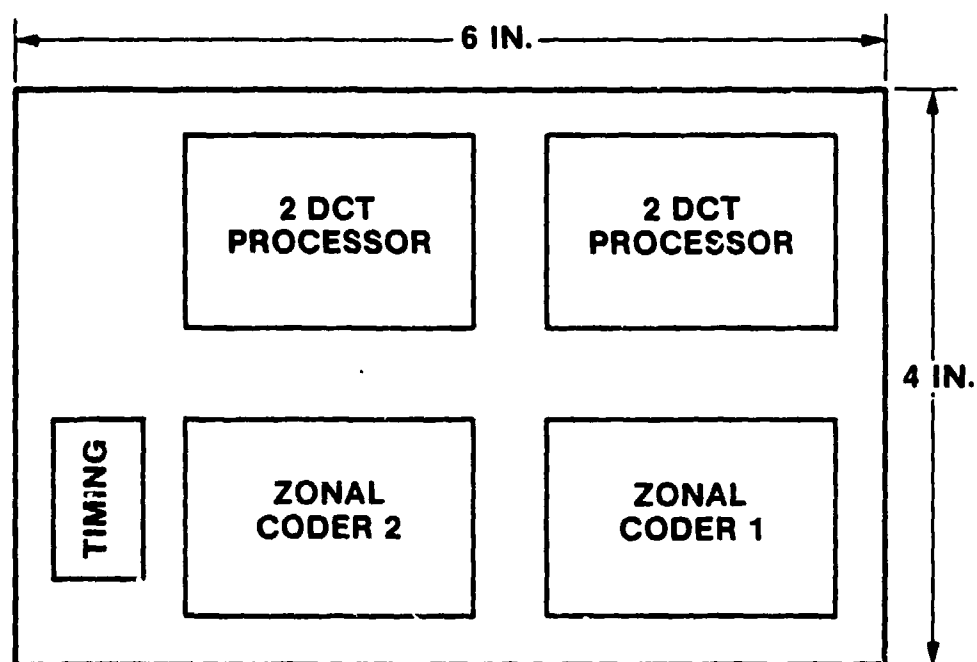 6 IN.
2 DCT
PROCESSOR
2 DCT
PROCESSOR
4 IN.
TIMING
ZONAL
CODER 2
ZONAL
CODER 1